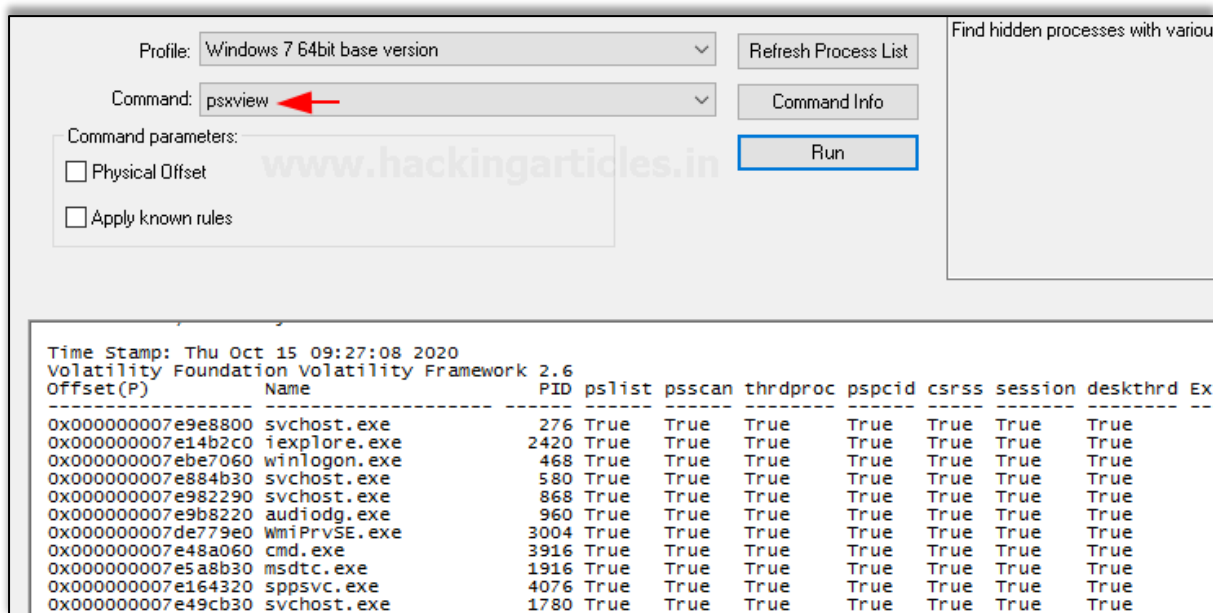 Find hidden processes with variou
Profile: Windows 7 64bit base version
Refresh Process List
Command: psxview
Command Info
Command parameters:
Run
www.hackingarticles.in
Physical Offset
Apply known rules
Time Stamp: Thu Oct 15 09:27:08 2020
Volatility Foundation Volatility Framework 2.6
Offset(P) Name PID pslist psscan thrdproc pspcid csrss session deskthrd Ex
------------------ -------------------- ------ ------ ------ -------- ------ ----- ------- -------- --
0x000000007e9e8800 svchost.exe 276 True True True True True True True
0x000000007e14b2c0 iexplore.exe 2420 True True True True True True True
0x000000007ebe7060 winlogon.exe 468 True True True True True True True
0x000000007e884b30 svchost.exe 580 True True True True True True True
0x000000007e982290 svchost.exe 868 True True True True True True True
0x000000007e9b8220 audiodg.exe 960 True True True True True True True
0x000000007de779e0 WmiPrvSE.exe 3004 True True True True True True True
0x000000007e48a060 cmd.exe 3916 True True True True True True True
0x000000007e5a8b30 msdtc.exe 1916 True True True True True True True
0x000000007e164320 sppsvc.exe 4076 True True True True True True True
0x000000007e49cb30 svchost.exe 1780 True True True True True True True